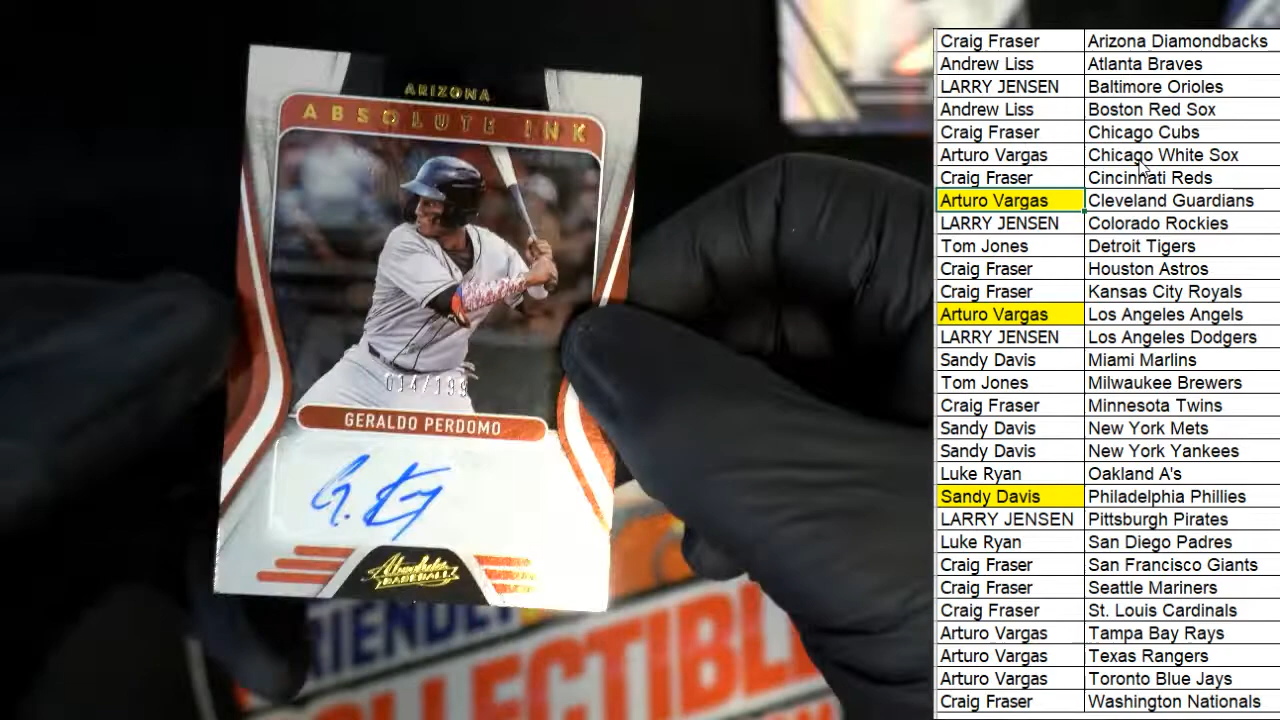 ARIZONA
ABSOLUTE INK
014/199
GERALDO PERDOMO
Absolute
BASEBALL
Craig Fraser Arizona Diamondbacks
Andrew Liss Atlanta Braves
LARRY JENSEN Baltimore Orioles
Andrew Liss Boston Red Sox
Craig Fraser Chicago Cubs
Arturo Vargas Chicago White Sox
Craig Fraser Cincinnati Reds
Arturo Vargas Cleveland Guardians
LARRY JENSEN Colorado Rockies
Tom Jones Detroit Tigers
Craig Fraser Houston Astros
Craig Fraser Kansas City Royals
Arturo Vargas Los Angeles Angels
LARRY JENSEN Los Angeles Dodgers
Sandy Davis Miami Marlins
Tom Jones Milwaukee Brewers
Craig Fraser Minnesota Twins
Sandy Davis New York Mets
Sandy Davis New York Yankees
Luke Ryan Oakland A's
Sandy Davis Philadelphia Phillies
LARRY JENSEN Pittsburgh Pirates
Luke Ryan San Diego Padres
Craig Fraser San Francisco Giants
Craig Fraser Seattle Mariners
Craig Fraser St. Louis Cardinals
Arturo Vargas Tampa Bay Rays
Arturo Vargas Texas Rangers
Arturo Vargas Toronto Blue Jays
Craig Fraser Washington Nationals